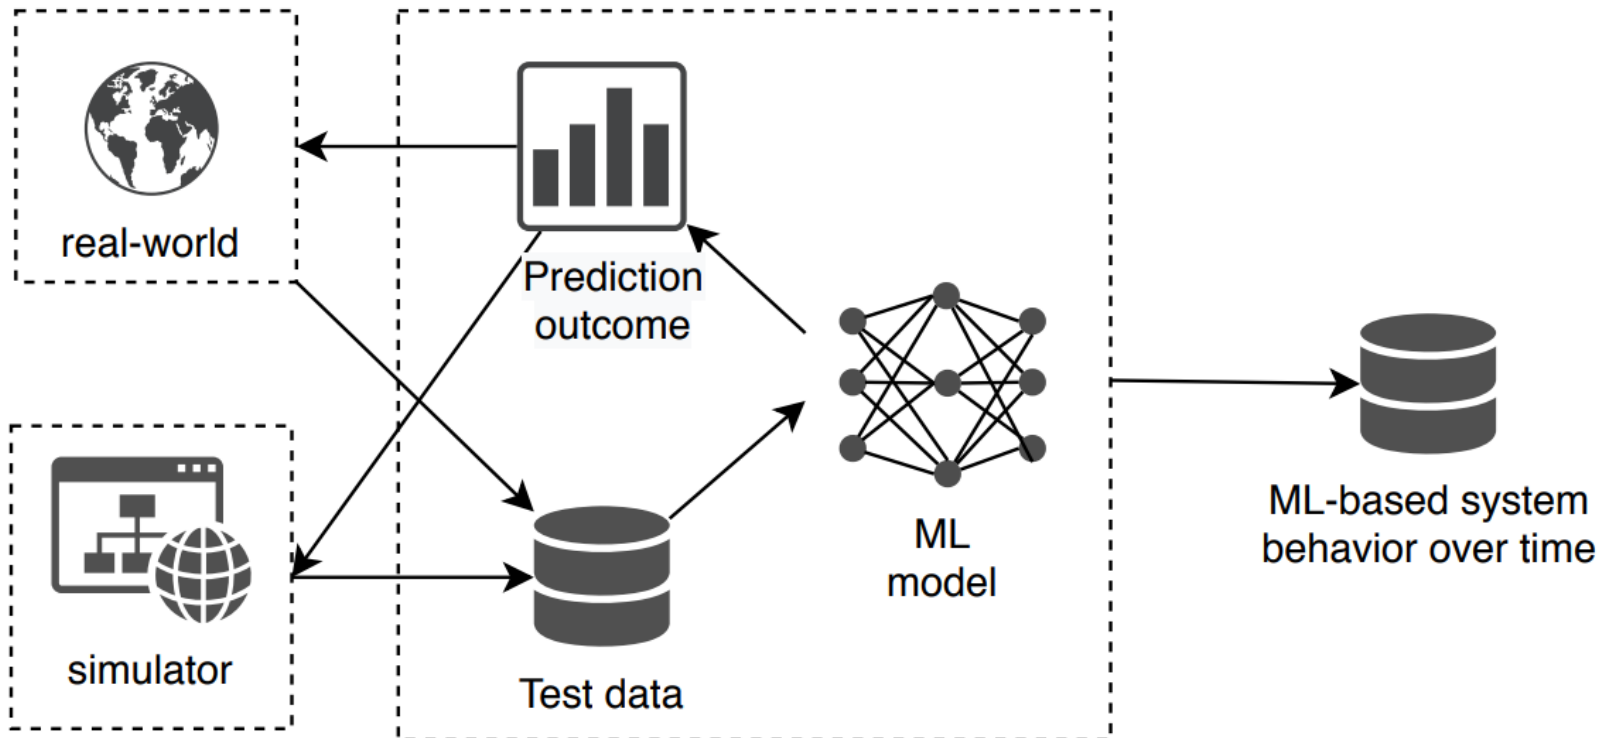 real-world
Prediction
outcome
simulator
Test data
ML
model
ML-based system
behavior over time